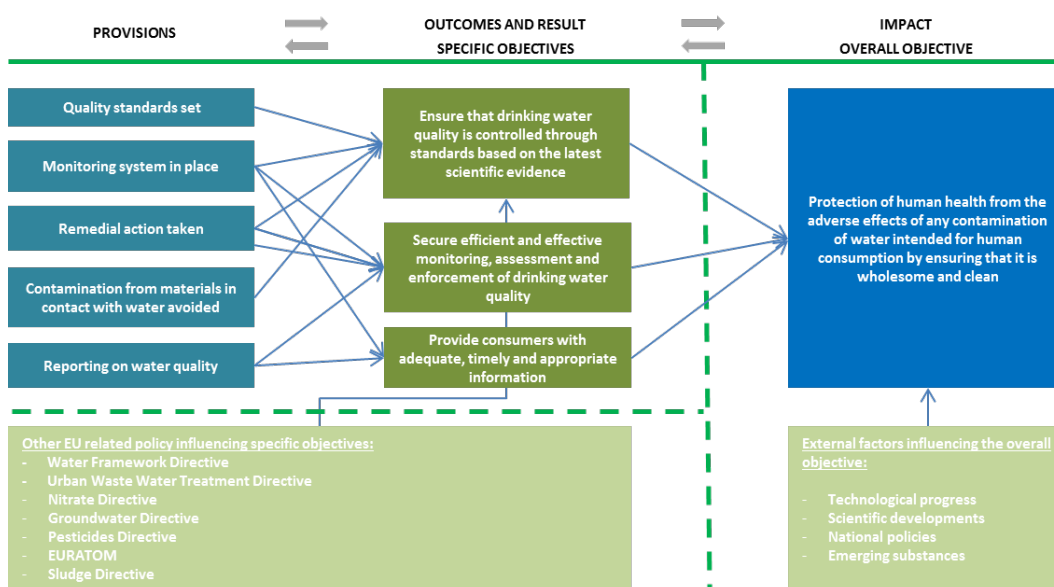 PROVISIONS
OUTCOMES AND RESULT
SPECIFIC OBJECTIVES
IMPACT
OVERALL OBJECTIVE
Quality standards set
Monitoring system in place
Remedial action taken
Contamination from materials in
contact with water avoided
Reporting on water quality
Ensure that drinking water
quality is controlled through
standards based on the latest
scientific evidence
Secure efficient and effective
monitoring, assessment and
enforcement of drinking water
quality
Provide consumers with
adequate, timely and appropriate
information
Protection of human health from the
adverse effects of any contamination
of water intended for human
consumption by ensuring that it is
wholesome and clean
Other EU related policy influencing specific objectives:
- Water Framework Directive
- Urban Waste Water Treatment Directive
- Nitrate Directive
- Groundwater Directive
- Pesticides Directive
- EURATOM
- Sludge Directive
External factors influencing the overall
objective:
- Technological progress
- Scientific developments
- National policies
- Emerging substances